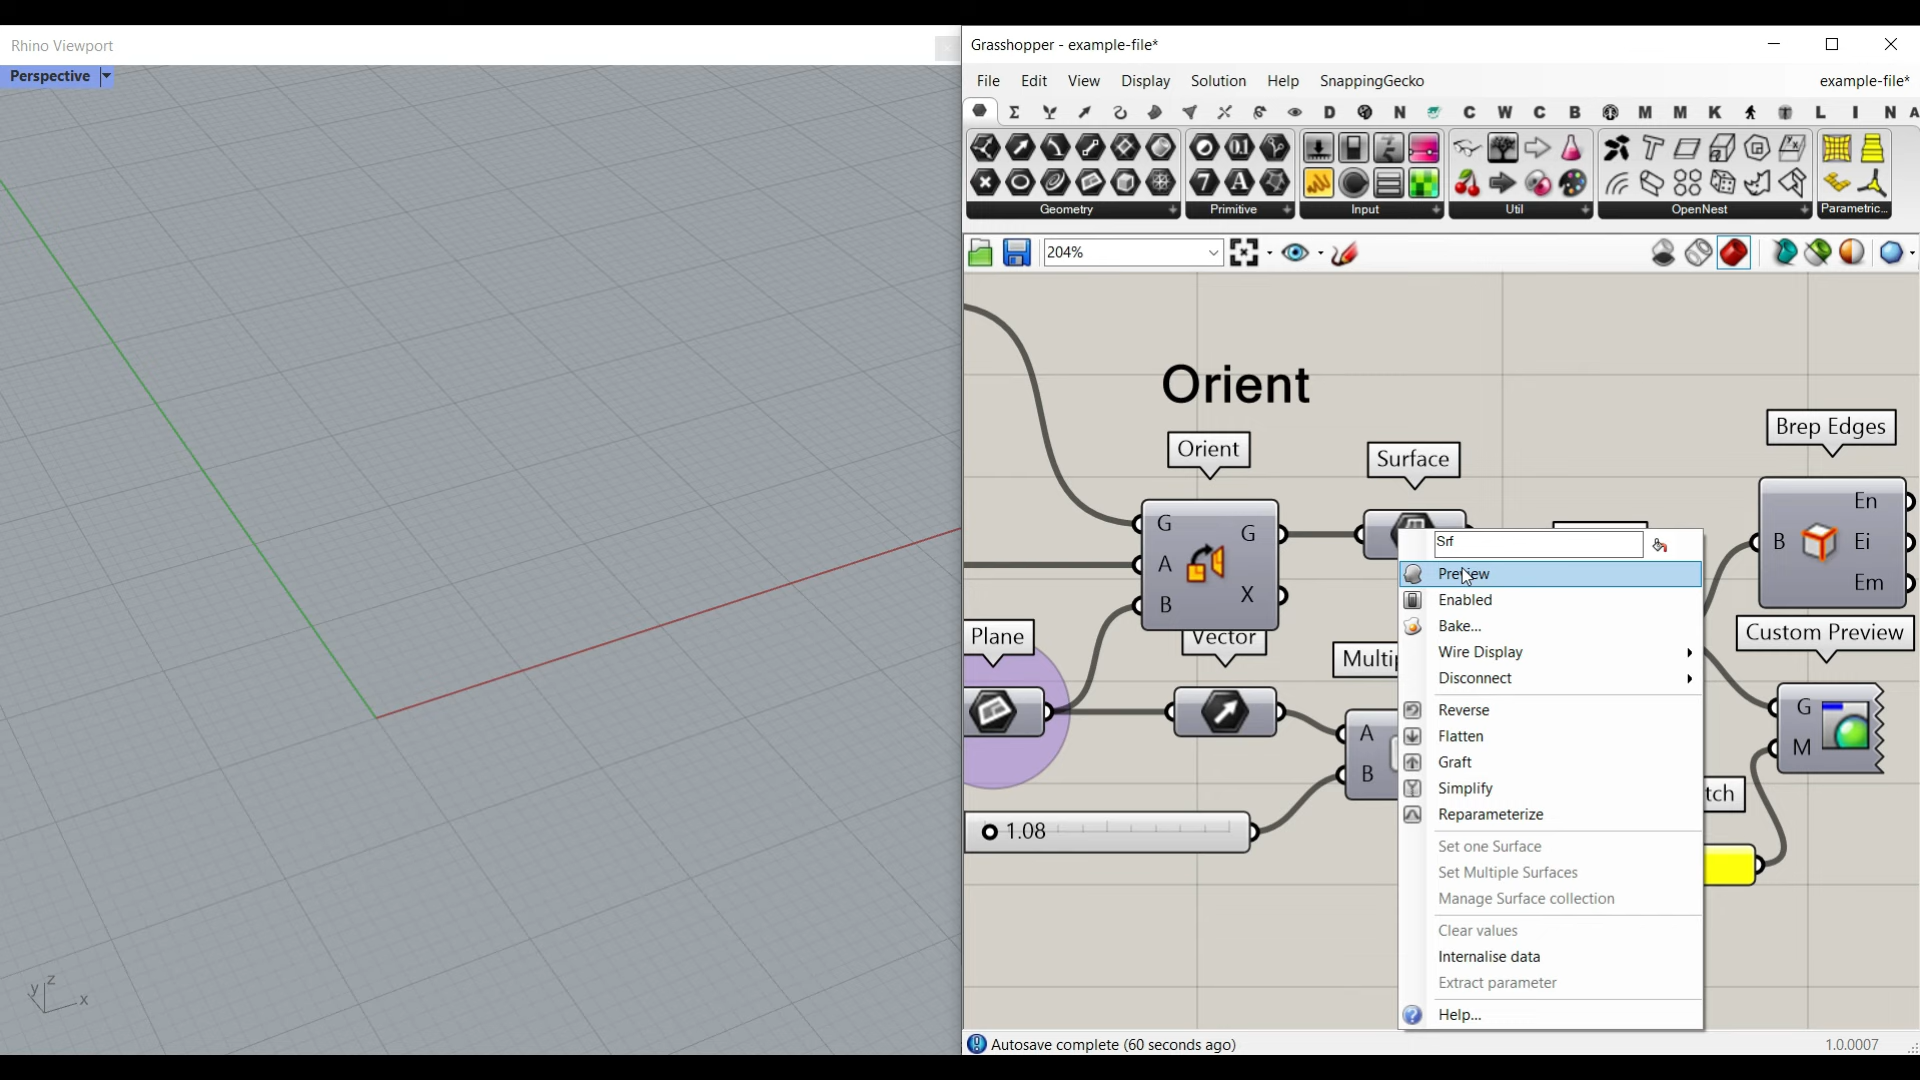 Rhino Viewport
Perspective
y z x
Grasshopper - example-file*
File Edit View Display Solution Help SnappingGecko example-file*
D N C W C B M M K L I N A
Geometry Primitive Input Util OpenNest Parametric...
204%
Orient
Brep Edges
Orient
Surface
En
G G
B Ei
Srf
A
Preview
Em
B X
Enabled
Bake...
Plane Vector Custom Preview
Wire Display
Disconnect
Reverse
G
A
Flatten
M
Graft
B
Simplify
tch
Reparameterize
1.08
Set one Surface
Set Multiple Surfaces
Manage Surface collection
Clear values
Internalise data
Extract parameter
Help...
Autosave complete (60 seconds ago) 1.0.0007